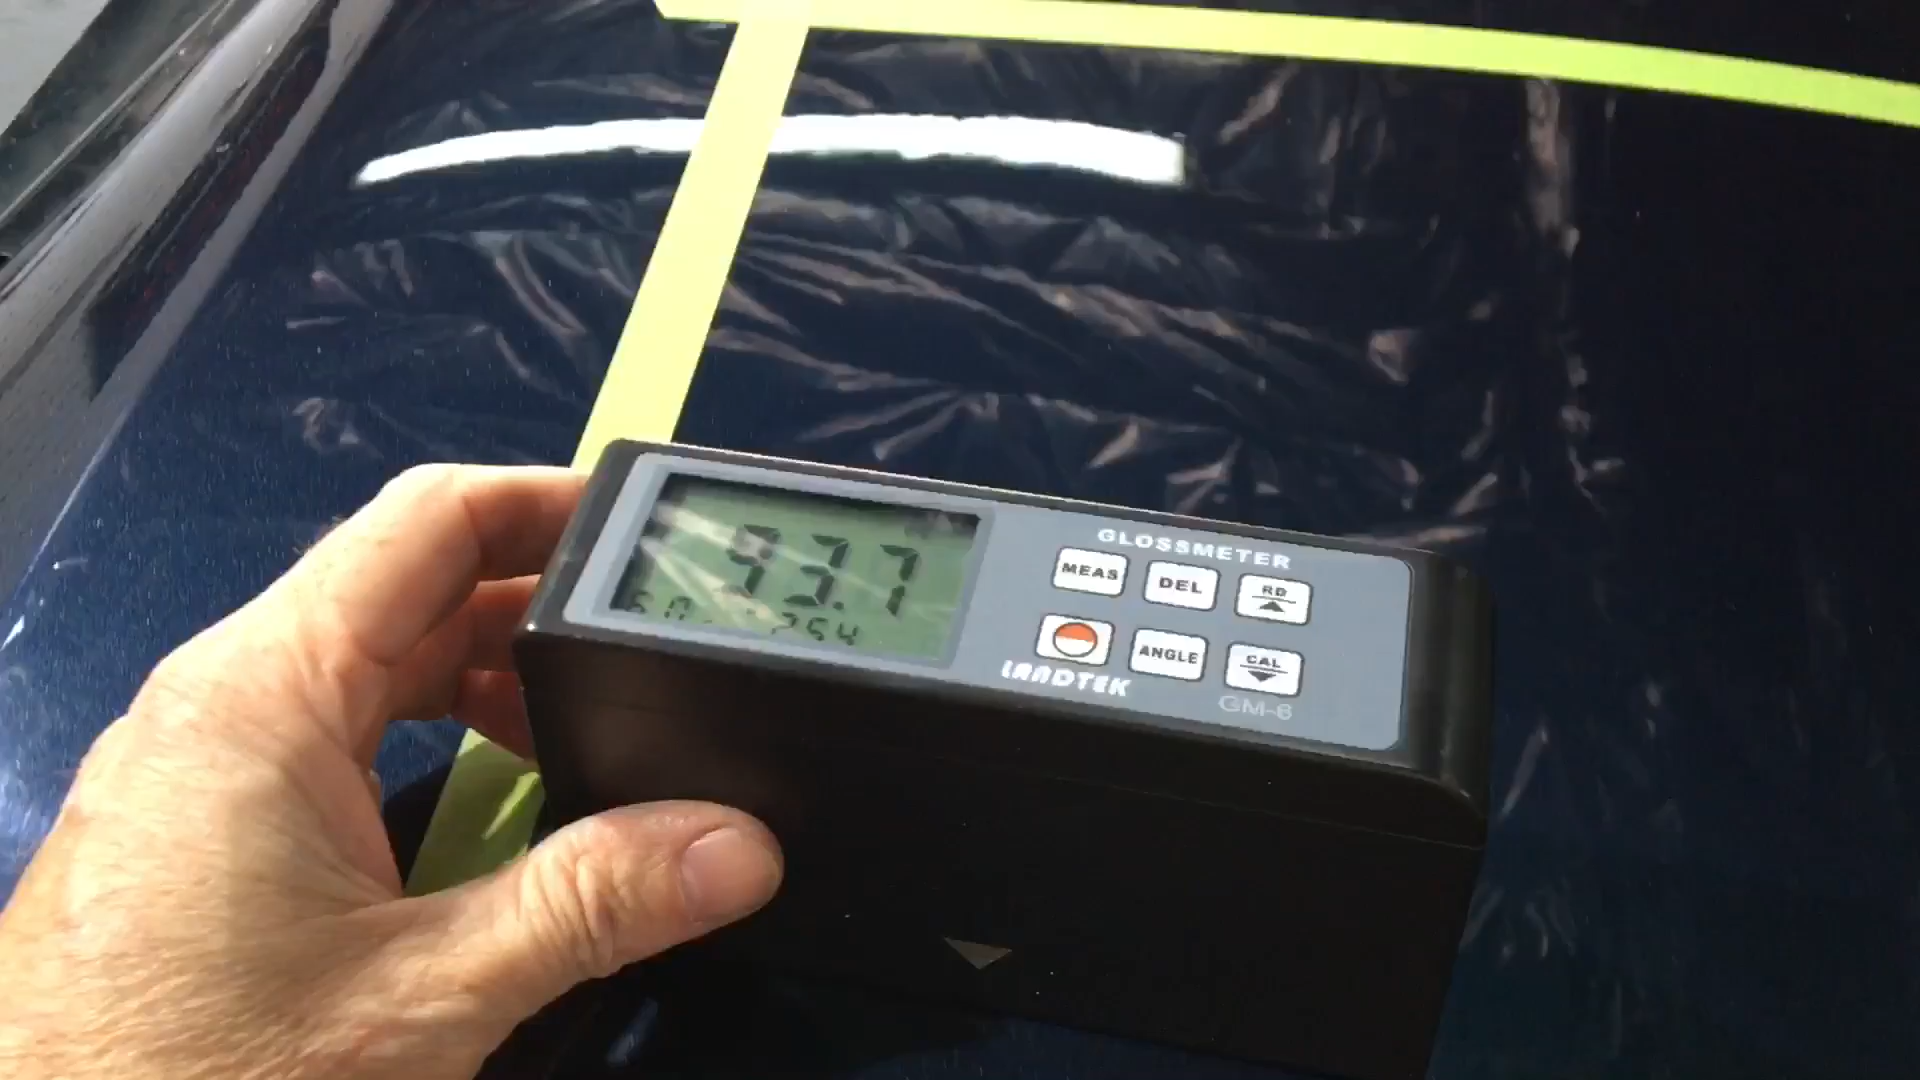 93.7
GLOSSMETER
MEAS DEL RD
ANGLE CAL
LANDTEK
GM-6